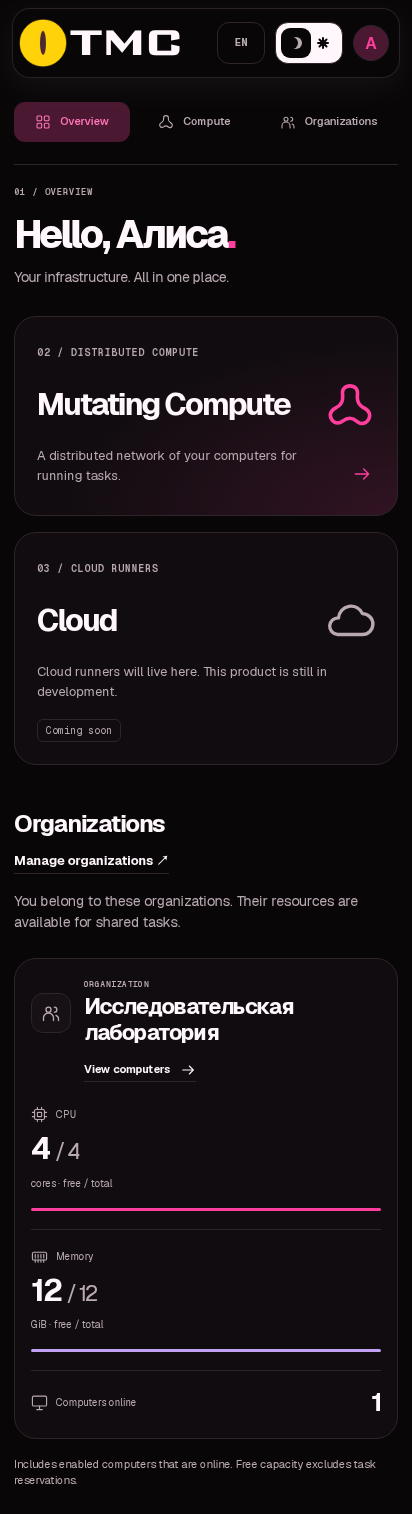 TMC
EN
A
Overview
Compute
Organizations
01 / OVERVIEW
Hello, Алиса.
Your infrastructure. All in one place.
02 / DISTRIBUTED COMPUTE
Mutating Compute
A distributed network of your computers for
running tasks.
→
03 / CLOUD RUNNERS
Cloud
Cloud runners will live here. This product is still in
development.
Coming soon
Organizations
Manage organizations ↗
You belong to these organizations. Their resources are
available for shared tasks.
ORGANIZATION
Исследовательская
лаборатория
View computers →
CPU
4 / 4
cores · free / total
Memory
12 / 12
GiB · free / total
Computers online
1
Includes enabled computers that are online. Free capacity excludes task
reservations.